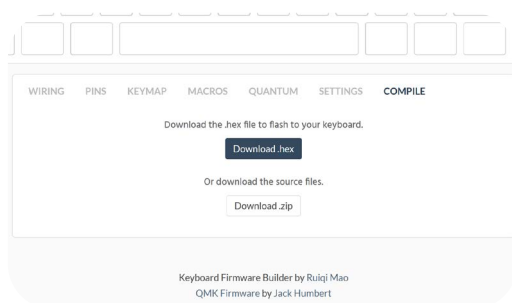 WIRING PINS KEYMAP MACROS QUANTUM SETTINGS COMPILE
Download the .hex file to flash to your keyboard.
Download .hex
Or download the source files.
Download .zip
Keyboard Firmware Builder by Ruiqi Mao
QMK Firmware by Jack Humbert